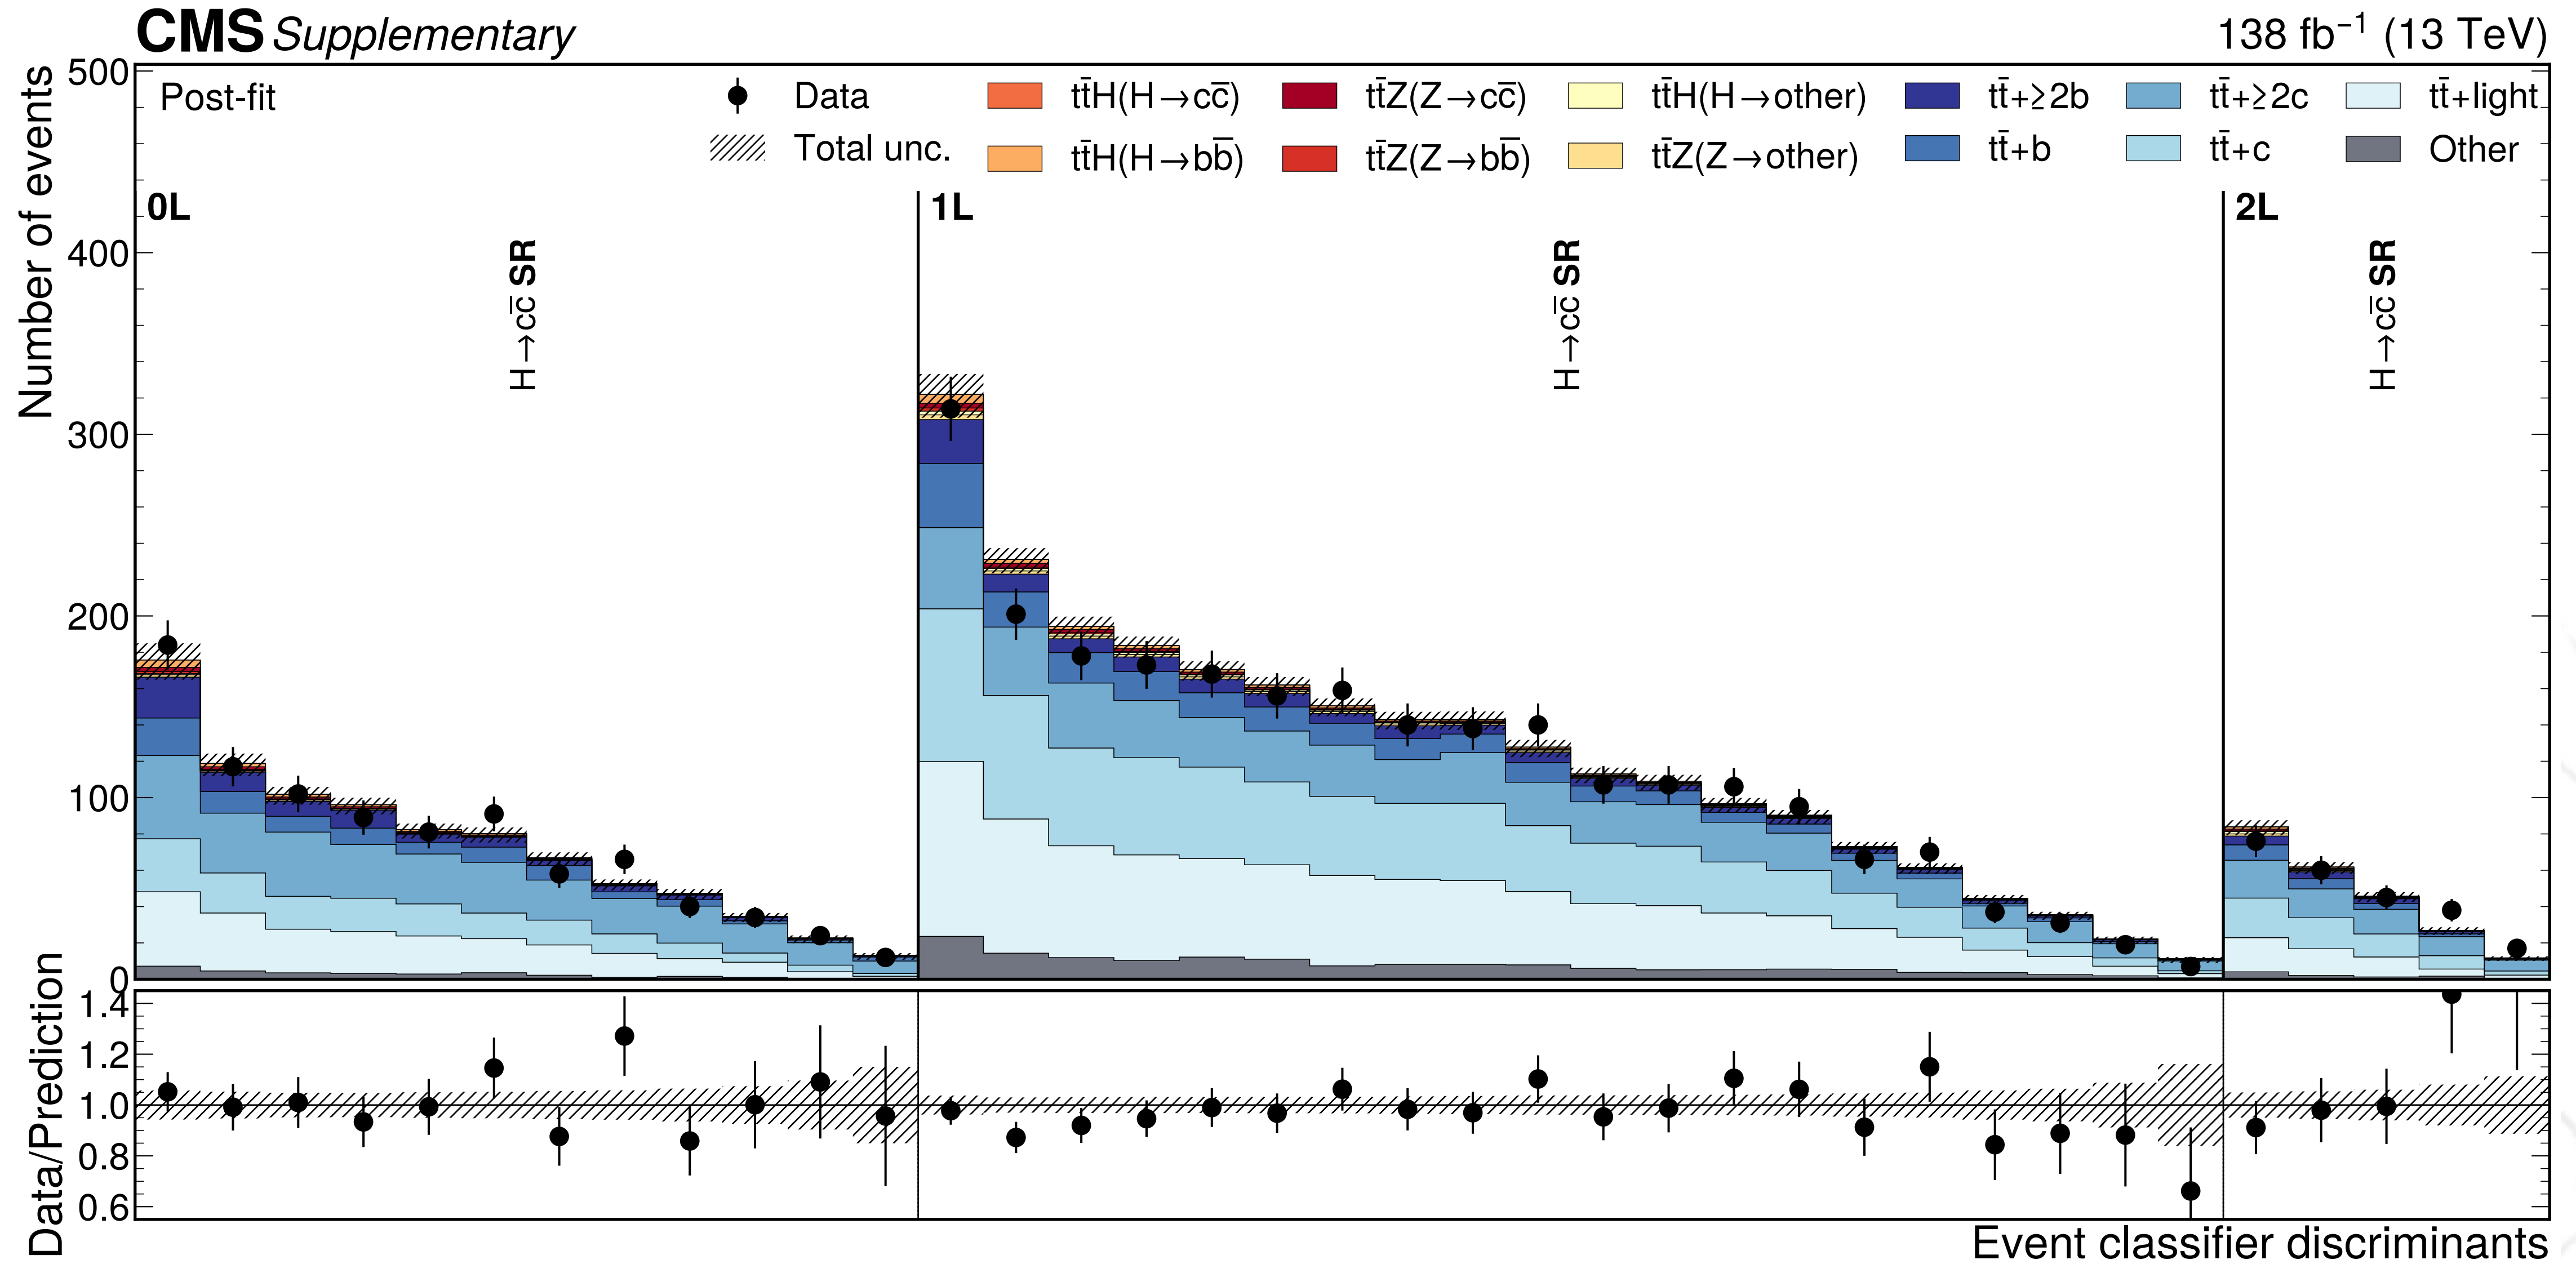 CMS Supplementary
138 fb⁻¹ (13 TeV)
Number of events
500
400
300
200
100
0
Post-fit
Data
Total unc.
tt̄H(H→cc̄)
tt̄H(H→bb̄)
tt̄Z(Z→cc̄)
tt̄Z(Z→bb̄)
tt̄H(H→other)
tt̄Z(Z→other)
tt̄+≥2b
tt̄+b
tt̄+≥2c
tt̄+c
tt̄+light
Other
0L
H→cc̄ SR
1L
H→cc̄ SR
2L
H→cc̄ SR
Data/Prediction
1.4
1.2
1.0
0.8
0.6
Event classifier discriminants